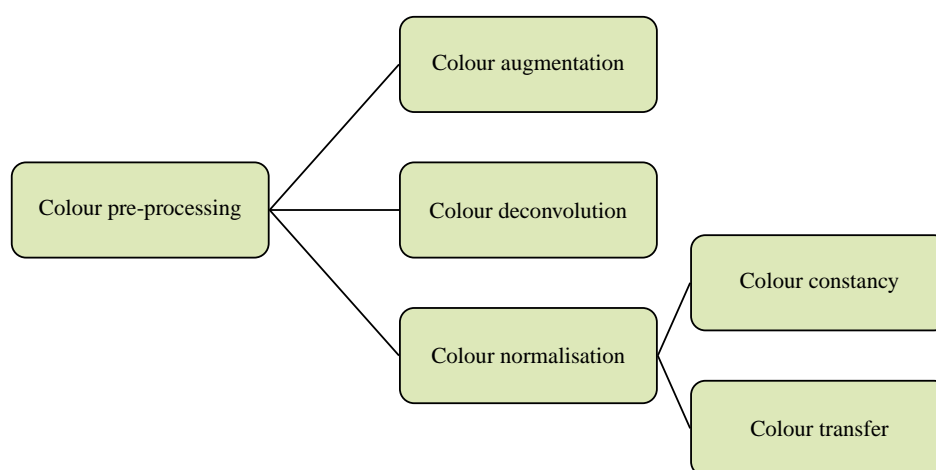 Colour augmentation
Colour pre-processing
Colour deconvolution
Colour constancy
Colour normalisation
Colour transfer